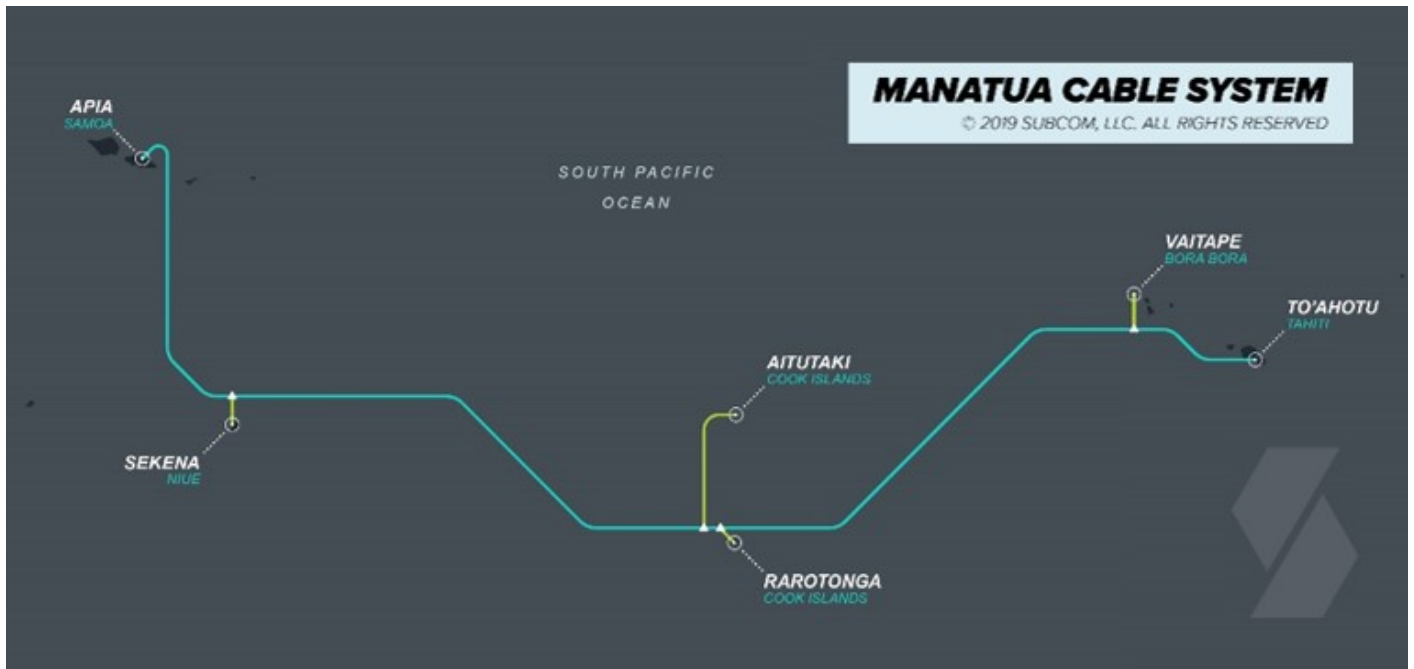 MANATUA CABLE SYSTEM
© 2019 SUBCOM, LLC. ALL RIGHTS RESERVED
APIA
SAMOA
SOUTH PACIFIC
OCEAN
VAITAPE
BORA BORA
TO'AHOTU
TAHITI
AITUTAKI
COOK ISLANDS
SEKENA
NIUE
RAROTONGA
COOK ISLANDS